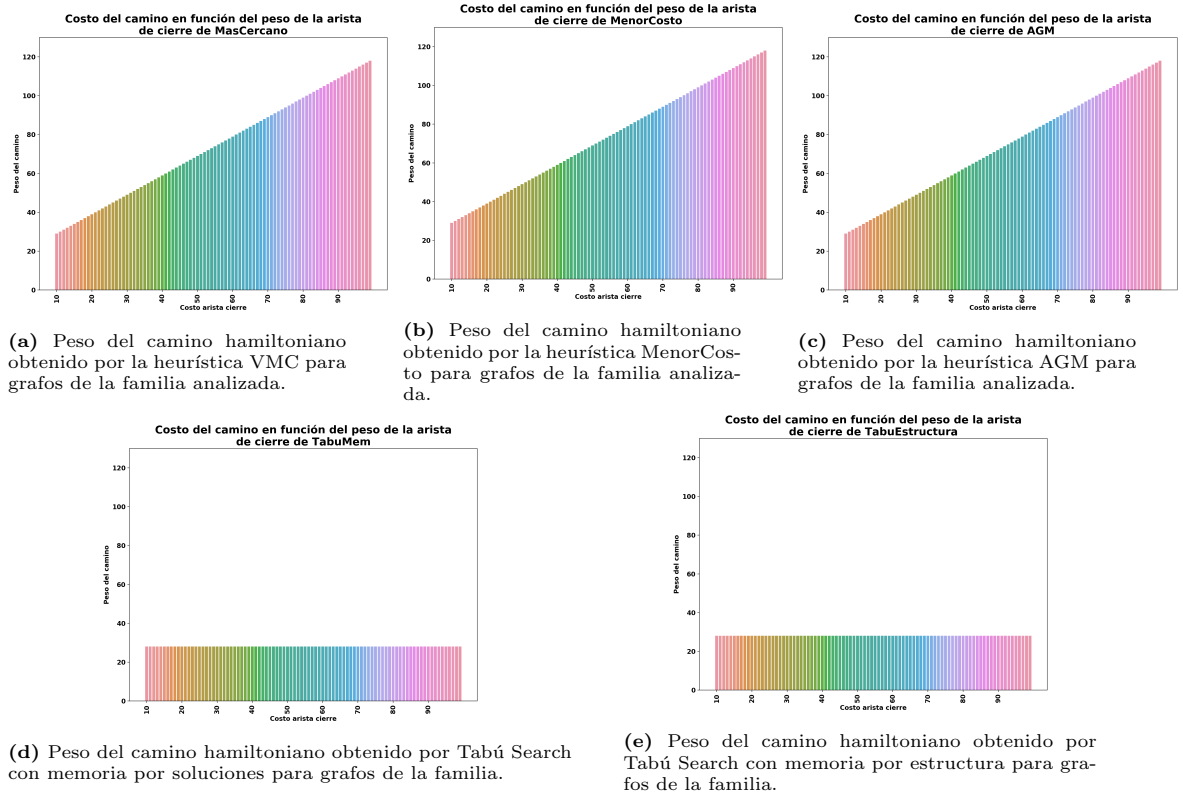 Costo del camino en función del peso de la arista
de cierre de MasCercano
Peso del camino
120
100
80
60
40
20
0
10 20 30 40 50 60 70 80 90
Costo arista cierre
(a) Peso del camino hamiltoniano
obtenido por la heurística VMC para
grafos de la familia analizada.
Costo del camino en función del peso de la arista
de cierre de MenorCosto
Peso del camino
120
100
80
60
40
20
0
10 20 30 40 50 60 70 80 90
Costo arista cierre
(b) Peso del camino hamiltoniano
obtenido por la heurística MenorCos-
to para grafos de la familia analiza-
da.
Costo del camino en función del peso de la arista
de cierre de AGM
Peso del camino
120
100
80
60
40
20
0
10 20 30 40 50 60 70 80 90
Costo arista cierre
(c) Peso del camino hamiltoniano
obtenido por la heurística AGM para
grafos de la familia analizada.
Costo del camino en función del peso de la arista
de cierre de TabuMem
Peso del camino
120
100
80
60
40
20
0
10 20 30 40 50 60 70 80 90
Costo arista cierre
(d) Peso del camino hamiltoniano obtenido por Tabú Search
con memoria por soluciones para grafos de la familia.
Costo del camino en función del peso de la arista
de cierre de TabuEstructura
Peso del camino
120
100
80
60
40
20
0
10 20 30 40 50 60 70 80 90
Costo arista cierre
(e) Peso del camino hamiltoniano obtenido por
Tabú Search con memoria por estructura para gra-
fos de la familia.